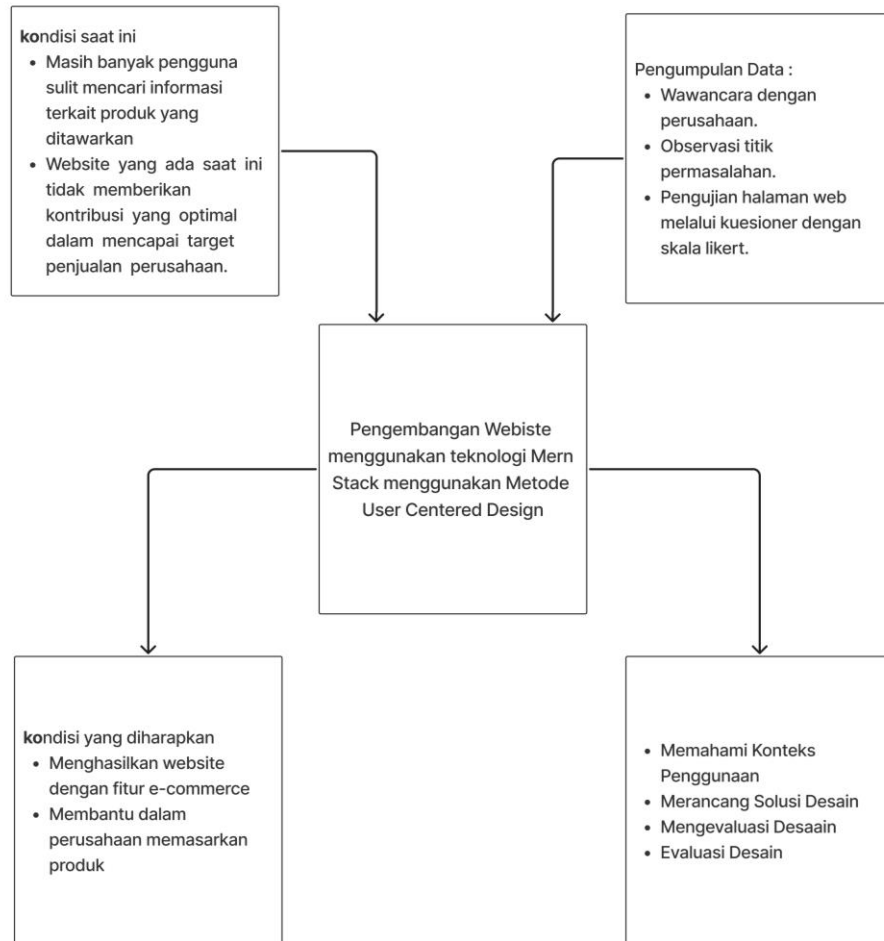 kondisi saat ini
• Masih banyak pengguna
sulit mencari informasi
terkait produk yang
ditawarkan
• Website yang ada saat ini
tidak memberikan
kontribusi yang optimal
dalam mencapai target
penjualan perusahaan.
Pengumpulan Data :
• Wawancara dengan
perusahaan.
• Observasi titik
permasalahan.
• Pengujian halaman web
melalui kuesioner dengan
skala likert.
Pengembangan Webiste
menggunakan teknologi Mern
Stack menggunakan Metode
User Centered Design
kondisi yang diharapkan
• Menghasilkan website
dengan fitur e-commerce
• Membantu dalam
perusahaan memasarkan
produk
• Memahami Konteks
Penggunaan
• Merancang Solusi Desain
• Mengevaluasi Desaain
• Evaluasi Desain